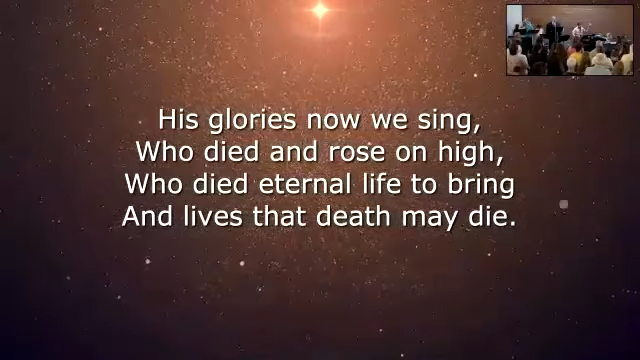 His glories now we sing,
Who died and rose on high,
Who died eternal life to bring
And lives that death may die.